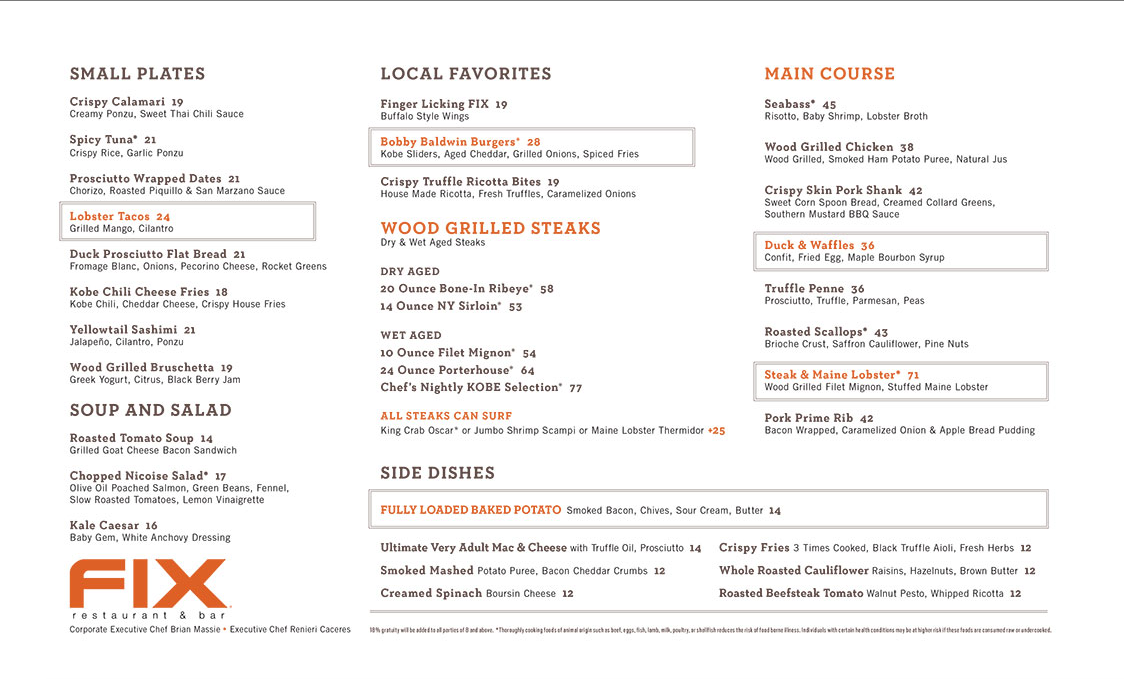 SMALL PLATES
Crispy Calamari 19
Creamy Ponzu, Sweet Thai Chili Sauce
Spicy Tuna* 21
Crispy Rice, Garlic Ponzu
Prosciutto Wrapped Dates 21
Chorizo, Roasted Piquillo & San Marzano Sauce
Lobster Tacos 24
Grilled Mango, Cilantro
Duck Prosciutto Flat Bread 21
Fromage Blanc, Onions, Pecorino Cheese, Rocket Greens
Kobe Chili Cheese Fries 18
Kobe Chili, Cheddar Cheese, Crispy House Fries
Yellowtail Sashimi 21
Jalapeño, Cilantro, Ponzu
Wood Grilled Bruschetta 19
Greek Yogurt, Citrus, Black Berry Jam
SOUP AND SALAD
Roasted Tomato Soup 14
Grilled Goat Cheese Bacon Sandwich
Chopped Nicoise Salad* 17
Olive Oil Poached Salmon, Green Beans, Fennel,
Slow Roasted Tomatoes, Lemon Vinaigrette
Kale Caesar 16
Baby Gem, White Anchovy Dressing
FIX
restaurant & bar
Corporate Executive Chef Brian Massie • Executive Chef Renieri Caceres
LOCAL FAVORITES
Finger Licking FIX 19
Buffalo Style Wings
Bobby Baldwin Burgers* 28
Kobe Sliders, Aged Cheddar, Grilled Onions, Spiced Fries
Crispy Truffle Ricotta Bites 19
House Made Ricotta, Fresh Truffles, Caramelized Onions
WOOD GRILLED STEAKS
Dry & Wet Aged Steaks
DRY AGED
20 Ounce Bone-In Ribeye* 58
14 Ounce NY Sirloin* 53
WET AGED
10 Ounce Filet Mignon* 54
24 Ounce Porterhouse* 64
Chef's Nightly KOBE Selection* 77
ALL STEAKS CAN SURF
King Crab Oscar* or Jumbo Shrimp Scampi or Maine Lobster Thermidor +25
MAIN COURSE
Seabass* 45
Risotto, Baby Shrimp, Lobster Broth
Wood Grilled Chicken 38
Wood Grilled, Smoked Ham Potato Puree, Natural Jus
Crispy Skin Pork Shank 42
Sweet Corn Spoon Bread, Creamed Collard Greens,
Southern Mustard BBQ Sauce
Duck & Waffles 36
Confit, Fried Egg, Maple Bourbon Syrup
Truffle Penne 36
Prosciutto, Truffle, Parmesan, Peas
Roasted Scallops* 43
Brioche Crust, Saffron Cauliflower, Pine Nuts
Steak & Maine Lobster* 71
Wood Grilled Filet Mignon, Stuffed Maine Lobster
Pork Prime Rib 42
Bacon Wrapped, Caramelized Onion & Apple Bread Pudding
SIDE DISHES
FULLY LOADED BAKED POTATO Smoked Bacon, Chives, Sour Cream, Butter 14
Ultimate Very Adult Mac & Cheese with Truffle Oil, Prosciutto 14
Smoked Mashed Potato Puree, Bacon Cheddar Crumbs 12
Creamed Spinach Boursin Cheese 12
Crispy Fries 3 Times Cooked, Black Truffle Aioli, Fresh Herbs 12
Whole Roasted Cauliflower Raisins, Hazelnuts, Brown Butter 12
Roasted Beefsteak Tomato Walnut Pesto, Whipped Ricotta 12
18% gratuity will be added to all parties of 8 and above. *Thoroughly cooking foods of animal origin such as beef, eggs, fish, lamb, milk, poultry, or shellfish reduces the risk of food borne illness. Individuals with certain health conditions may be at higher risk if these foods are consumed raw or undercooked.